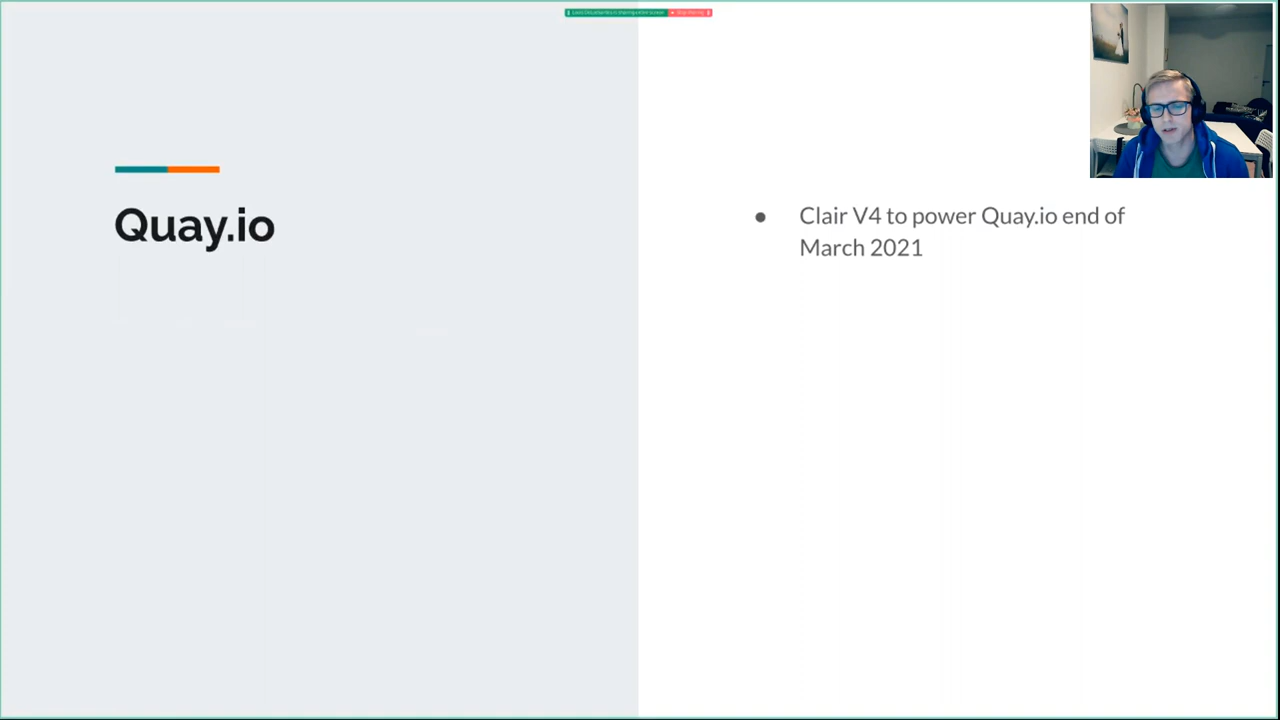 Quay.io
● Clair V4 to power Quay.io end of
March 2021